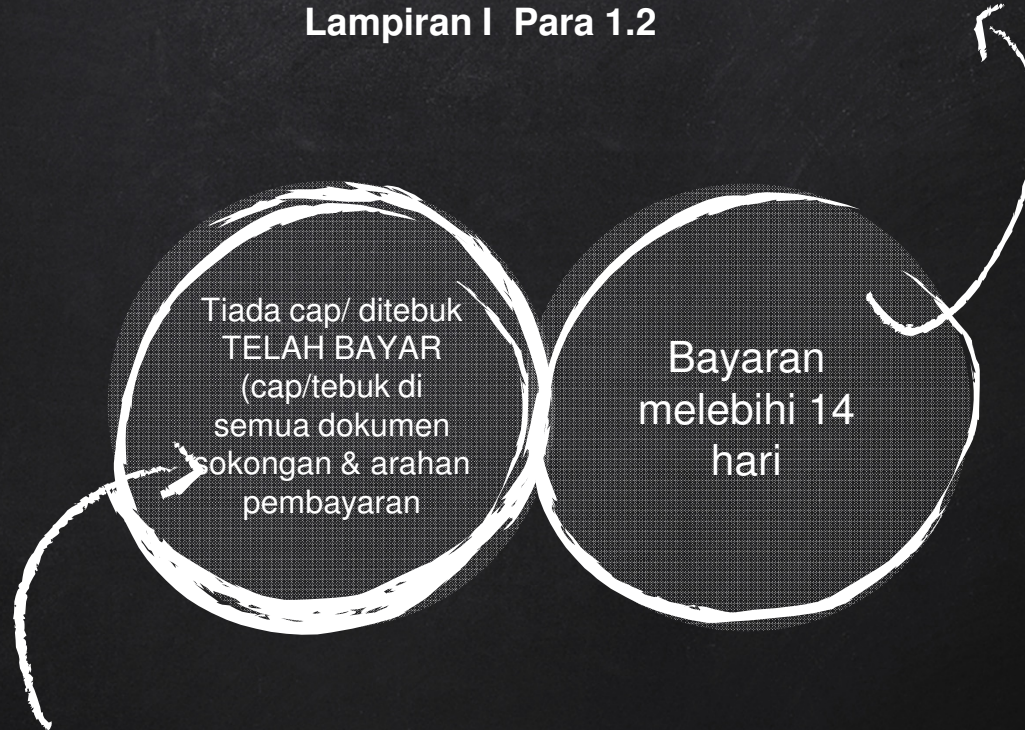 Lampiran I Para 1.2
Tiada cap/ ditebuk
TELAH BAYAR
(cap/tebuk di
semua dokumen
sokongan & arahan
pembayaran
Bayaran
melebihi 14
hari